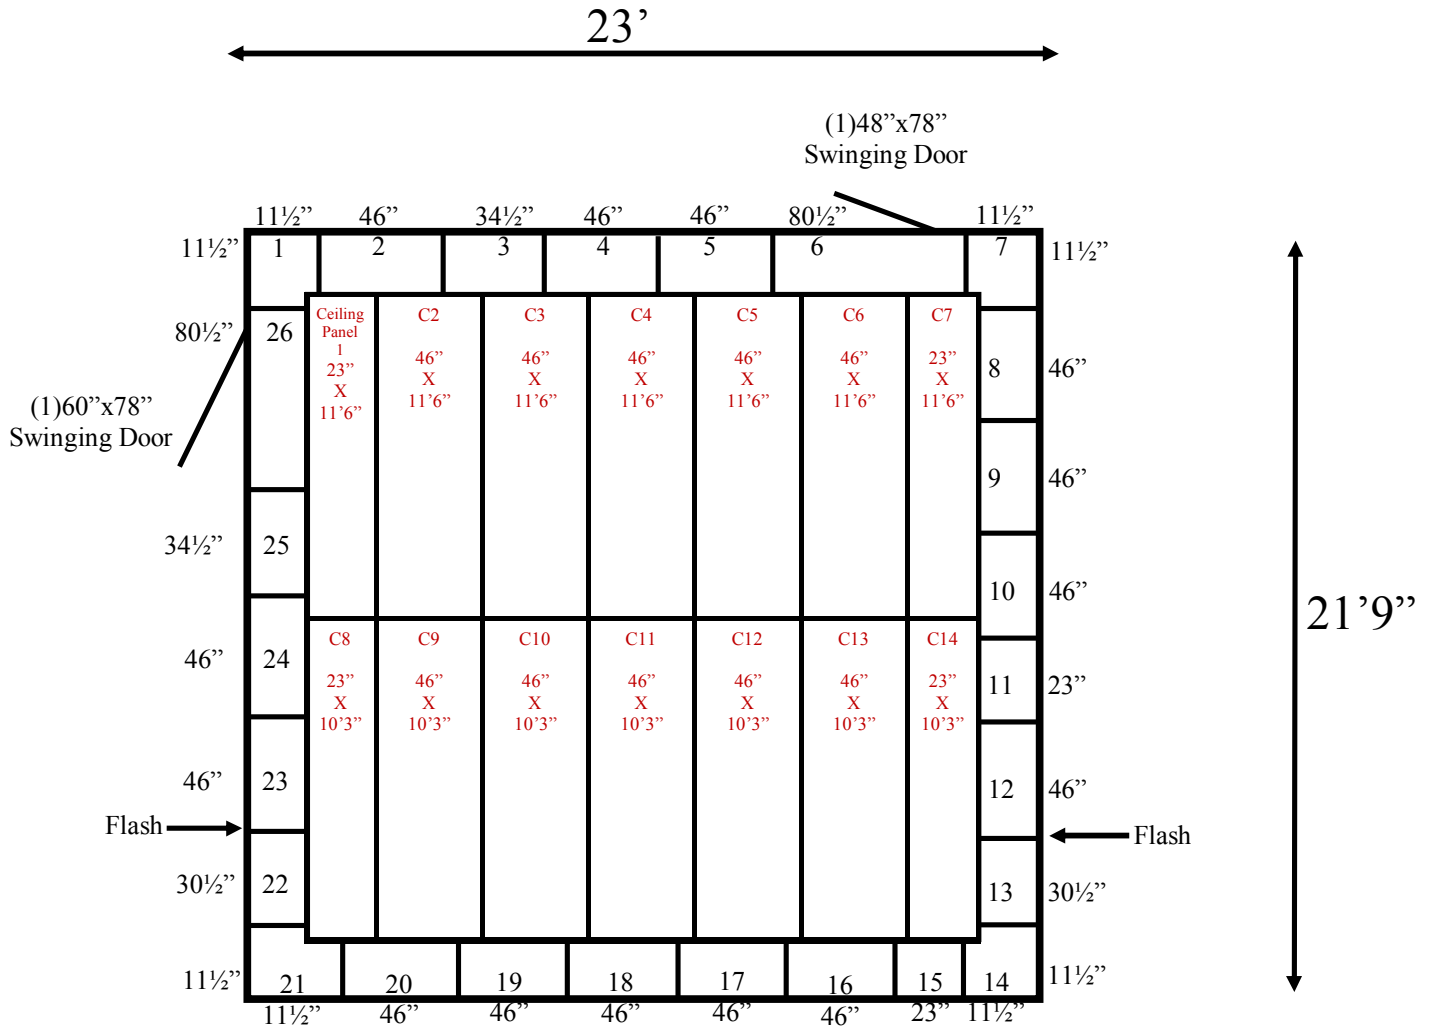 23’
(1)48”x78”
Swinging Door
11½” 46” 34½” 46” 46” 80½” 11½”
11½” 1 2 3 4 5 6 7 11½”
80½” 26
(1)60”x78”
Swinging Door
Ceiling
Panel
1
23”
X
11’6”
C2
46”
X
11’6”
C3
46”
X
11’6”
C4
46”
X
11’6”
C5
46”
X
11’6”
C6
46”
X
11’6”
C7
23”
X
11’6”
8 46”
9 46”
34½” 25
10 46”
21’9”
46” 24
C8
23”
X
10’3”
C9
46”
X
10’3”
C10
46”
X
10’3”
C11
46”
X
10’3”
C12
46”
X
10’3”
C13
46”
X
10’3”
C14
23”
X
10’3”
11 23”
46” 23
12 46”
Flash
Flash
30½” 22
13 30½”
11½” 21 20 19 18 17 16 15 14 11½”
11½” 46” 46” 46” 46” 46” 23” 11½”